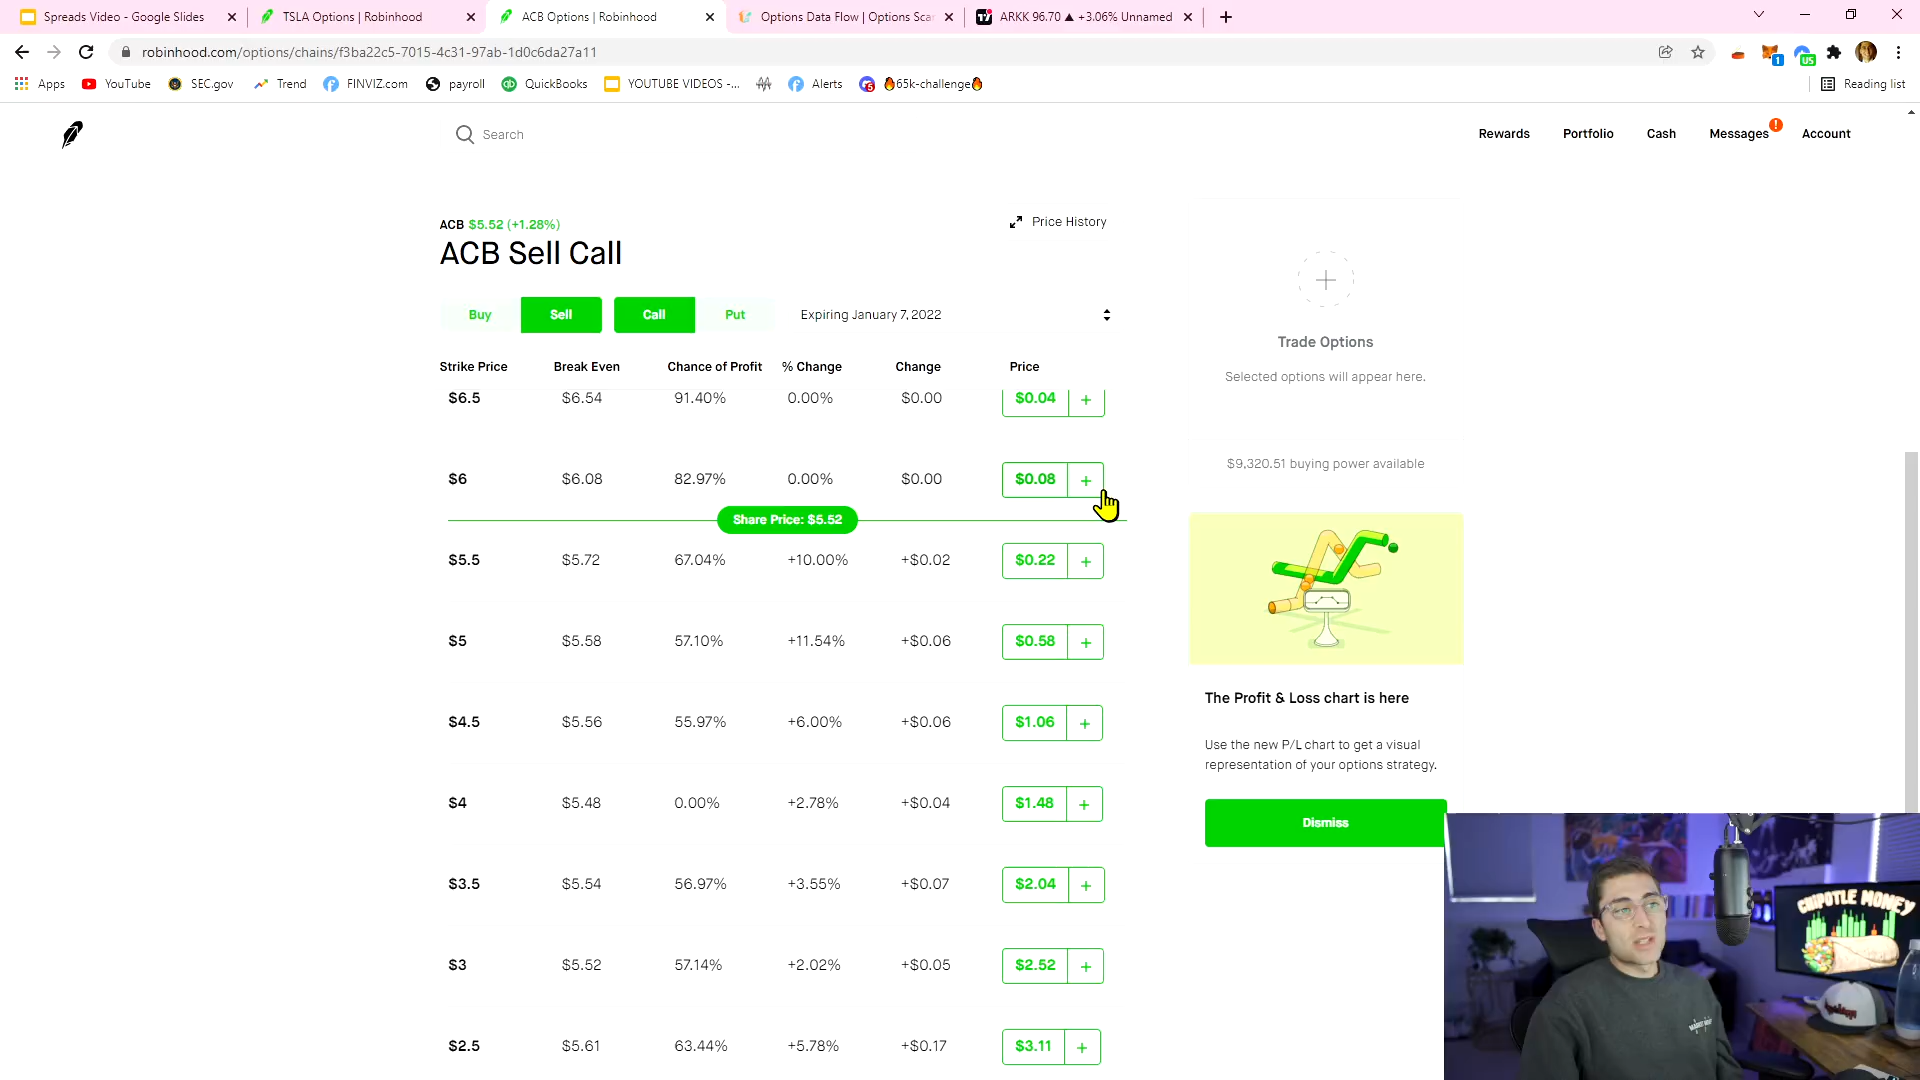 Spreads Video - Google Slides
TSLA Options | Robinhood
ACB Options | Robinhood
Options Data Flow | Options Scan
ARKK 96.70 ▲ +3.06% Unnamed
robinhood.com/options/chains/f3ba22c5-7015-4c31-97ab-1d0c6da27a11
1
US
Apps
YouTube
SEC.gov
Trend
FINVIZ.com
payroll
QuickBooks
YOUTUBE VIDEOS -...
Alerts
5
🔥65k-challenge🔥
Reading list
Search
Rewards
Portfolio
Cash
Messages
!
Account
ACB $5.52 (+1.28%)
Price History
ACB Sell Call
Buy
Sell
Call
Put
Expiring January 7, 2022
Strike Price Break Even Chance of Profit % Change Change Price
$6.5 $6.54 91.40% 0.00% $0.00 $0.04 +
$6 $6.08 82.97% 0.00% $0.00 $0.08 +
Share Price: $5.52
$5.5 $5.72 67.04% +10.00% +$0.02 $0.22 +
$5 $5.58 57.10% +11.54% +$0.06 $0.58 +
$4.5 $5.56 55.97% +6.00% +$0.06 $1.06 +
$4 $5.48 0.00% +2.78% +$0.04 $1.48 +
$3.5 $5.54 56.97% +3.55% +$0.07 $2.04 +
$3 $5.52 57.14% +2.02% +$0.05 $2.52 +
$2.5 $5.61 63.44% +5.78% +$0.17 $3.11 +
Trade Options
Selected options will appear here.
$9,320.51 buying power available
The Profit & Loss chart is here
Use the new P/L chart to get a visual
representation of your options strategy.
Dismiss
CHIPOTLE MONEY